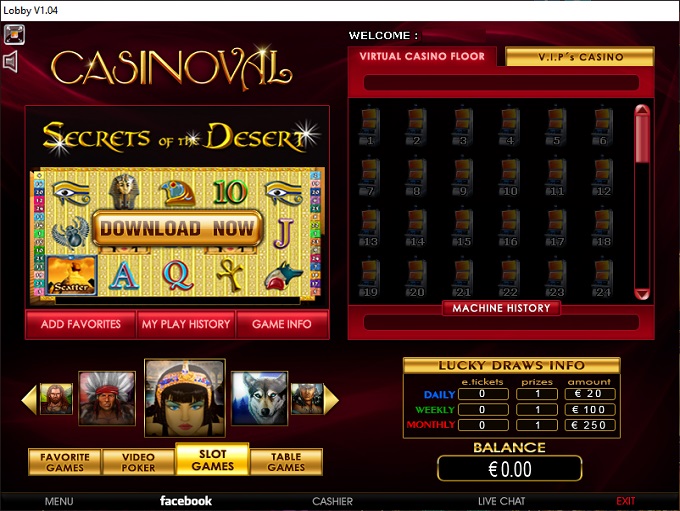 Lobby V1.04
CASINOVAL
WELCOME :
VIRTUAL CASINO FLOOR
V.I.P´s CASINO
SECRETS OF THE DESERT
10
DOWNLOAD NOW
J
Scatter
A
Q
1 2 3 4 5 6
7 8 9 10 11 12
13 14 15 16 17 18
19 20 21 22 23 24
MACHINE HISTORY
ADD FAVORITES
MY PLAY HISTORY
GAME INFO
LUCKY DRAWS INFO
e.tickets prizes amount
DAILY 0 1 € 20
WEEKLY 0 1 € 100
MONTHLY 0 1 € 250
BALANCE
€0.00
FAVORITE
GAMES
VIDEO
POKER
SLOT
GAMES
TABLE
GAMES
MENU
facebook
CASHIER
LIVE CHAT
EXIT